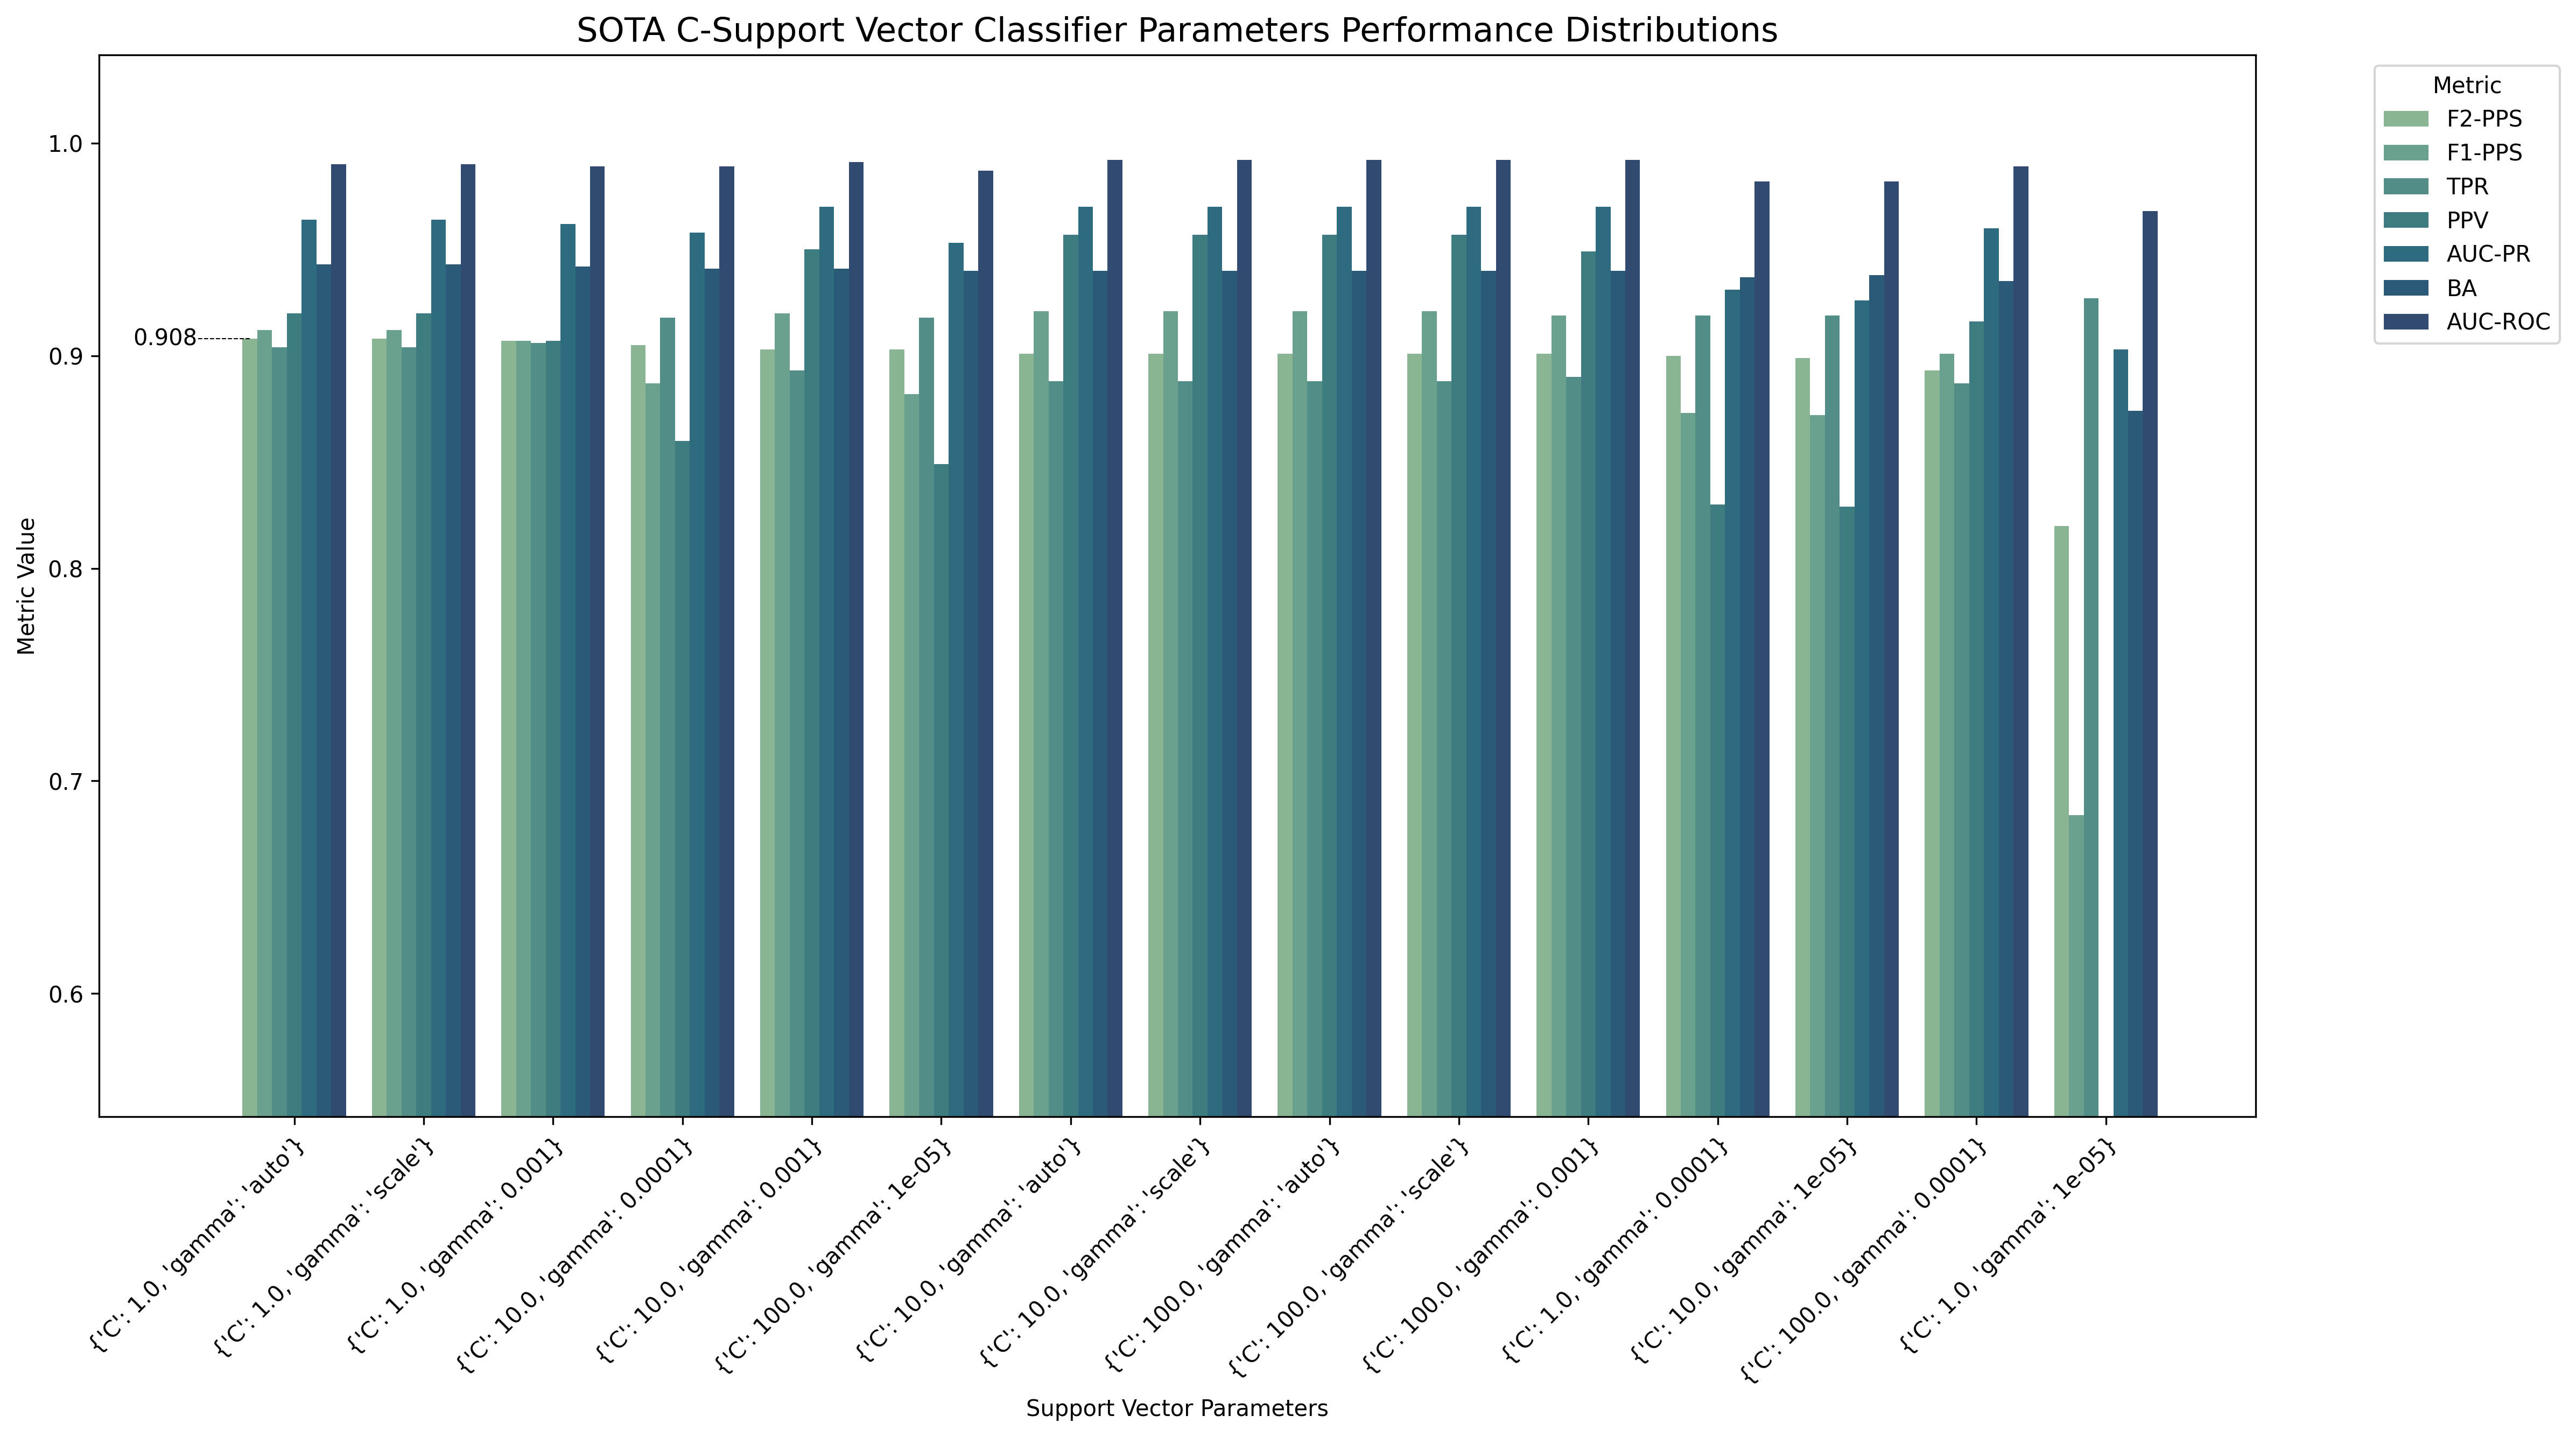 SOTA C-Support Vector Classifier Parameters Performance Distributions
Metric
F2-PPS
F1-PPS
TPR
PPV
AUC-PR
BA
AUC-ROC
Metric Value
1.0
0.9
0.8
0.7
0.6
0.908
{'C': 1.0, 'gamma': 'auto'}
{'C': 1.0, 'gamma': 'scale'}
{'C': 1.0, 'gamma': 0.001}
{'C': 10.0, 'gamma': 0.0001}
{'C': 10.0, 'gamma': 0.001}
{'C': 100.0, 'gamma': 1e-05}
{'C': 10.0, 'gamma': 'auto'}
{'C': 10.0, 'gamma': 'scale'}
{'C': 100.0, 'gamma': 'auto'}
{'C': 100.0, 'gamma': 'scale'}
{'C': 100.0, 'gamma': 0.001}
{'C': 1.0, 'gamma': 0.0001}
{'C': 10.0, 'gamma': 1e-05}
{'C': 100.0, 'gamma': 0.0001}
{'C': 1.0, 'gamma': 1e-05}
Support Vector Parameters